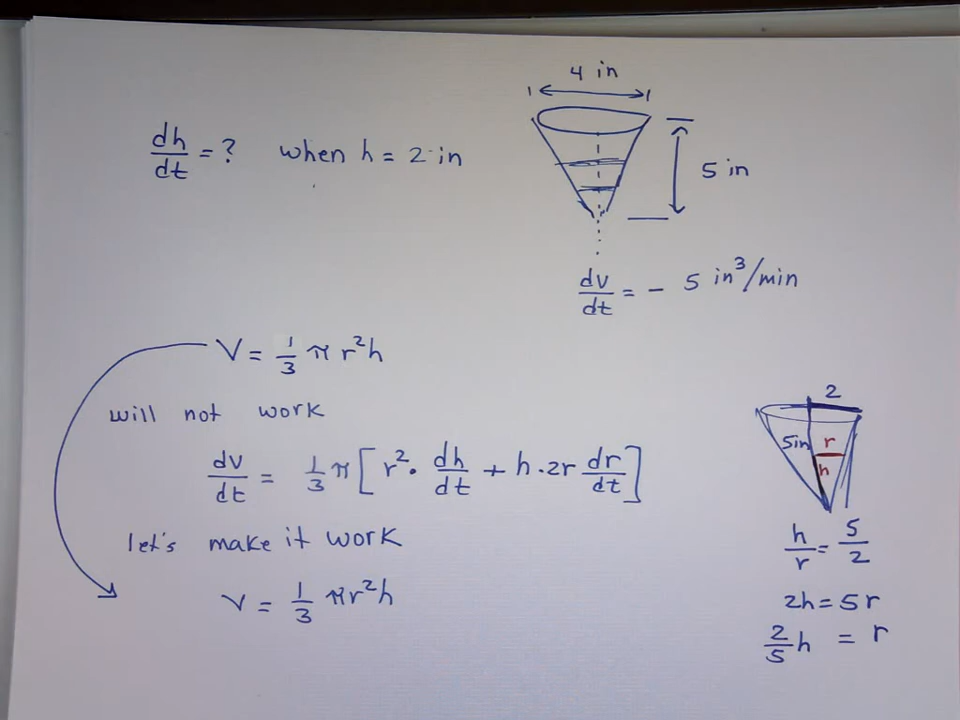 4 in
dh/dt = ? when h = 2 in
5 in
dv/dt = - 5 in³/min
V = 1/3 π r²h
will not work
dv/dt = 1/3 π [ r² · dh/dt + h · 2r dr/dt ]
let's make it work
V = 1/3 πr²h
2
5in
r
h
h/r = 5/2
2h = 5r
2/5 h = r